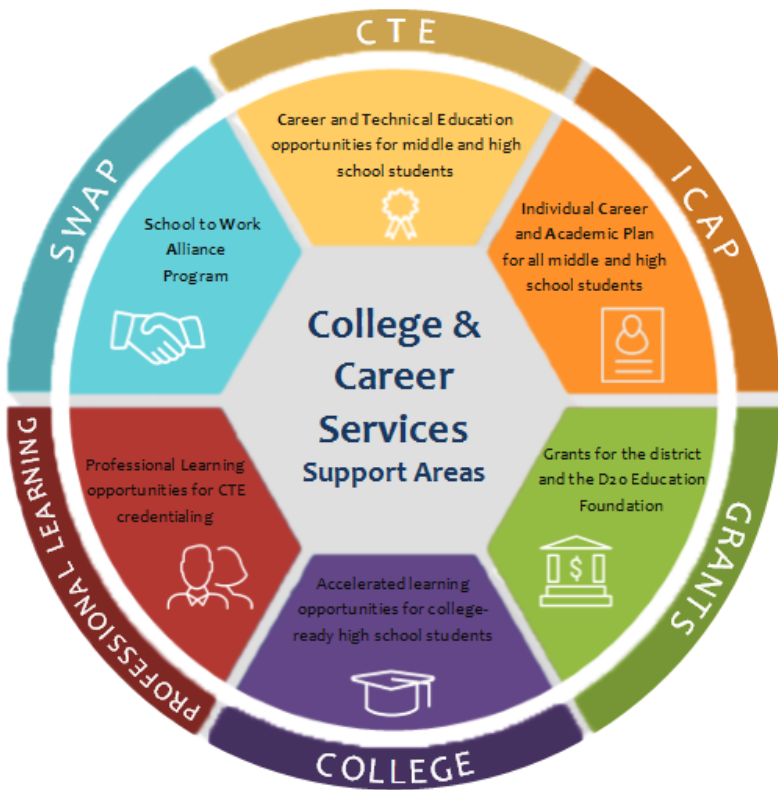 CTE
Career and Technical Education
opportunities for middle and high
school students
ICAP
Individual Career
and Academic Plan
for all middle and high
school students
GRANTS
Grants for the district
and the D20 Education
Foundation
$
COLLEGE
Accelerated learning
opportunities for college-
ready high school students
PROFESSIONAL LEARNING
Professional Learning
opportunities for CTE
credentialing
SWAP
School to Work
Alliance
Program
College &
Career
Services
Support Areas